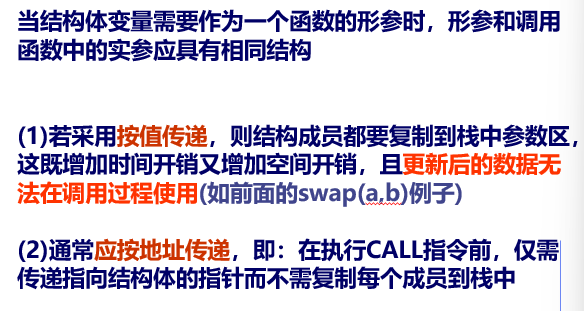 当结构体变量需要作为一个函数的形参时，形参和调用
函数中的实参应具有相同结构
(1)若采用按值传递，则结构成员都要复制到栈中参数区，
这既增加时间开销又增加空间开销，且更新后的数据无
法在调用过程使用(如前面的swap(a,b)例子)
(2)通常应按地址传递，即：在执行CALL指令前，仅需
传递指向结构体的指针而不需复制每个成员到栈中